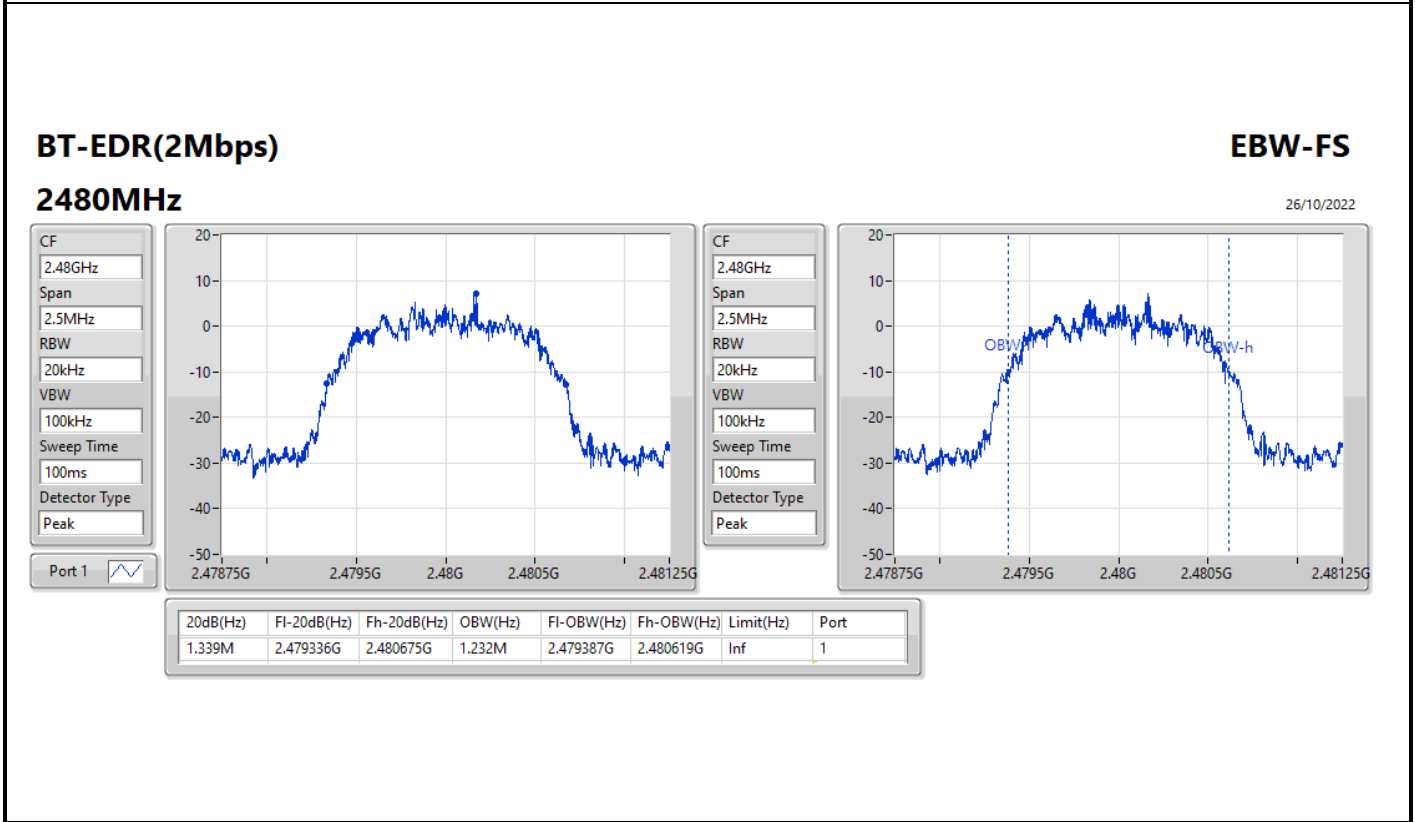 BT-EDR(2Mbps)
EBW-FS
2480MHz
26/10/2022
CF
2.48GHz
Span
2.5MHz
RBW
20kHz
VBW
100kHz
Sweep Time
100ms
Detector Type
Peak
Port 1
20
10
0
-10
-20
-30
-40
-50
2.47875G 2.4795G 2.48G 2.4805G 2.48125G
CF
2.48GHz
Span
2.5MHz
RBW
20kHz
VBW
100kHz
Sweep Time
100ms
Detector Type
Peak
20
10
0
-10
-20
-30
-40
-50
OBW-h
2.47875G 2.4795G 2.48G 2.4805G 2.48125G
20dB(Hz) Fl-20dB(Hz) Fh-20dB(Hz) OBW(Hz) Fl-OBW(Hz) Fh-OBW(Hz) Limit(Hz) Port
1.339M 2.479336G 2.480675G 1.232M 2.479387G 2.480619G Inf 1